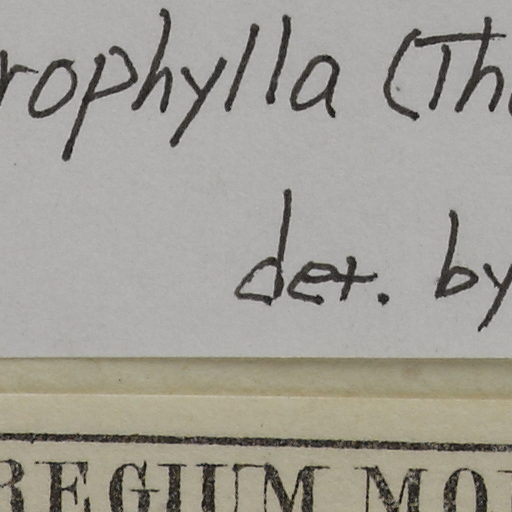 rophylla (Th
det. by
REGIUM MO